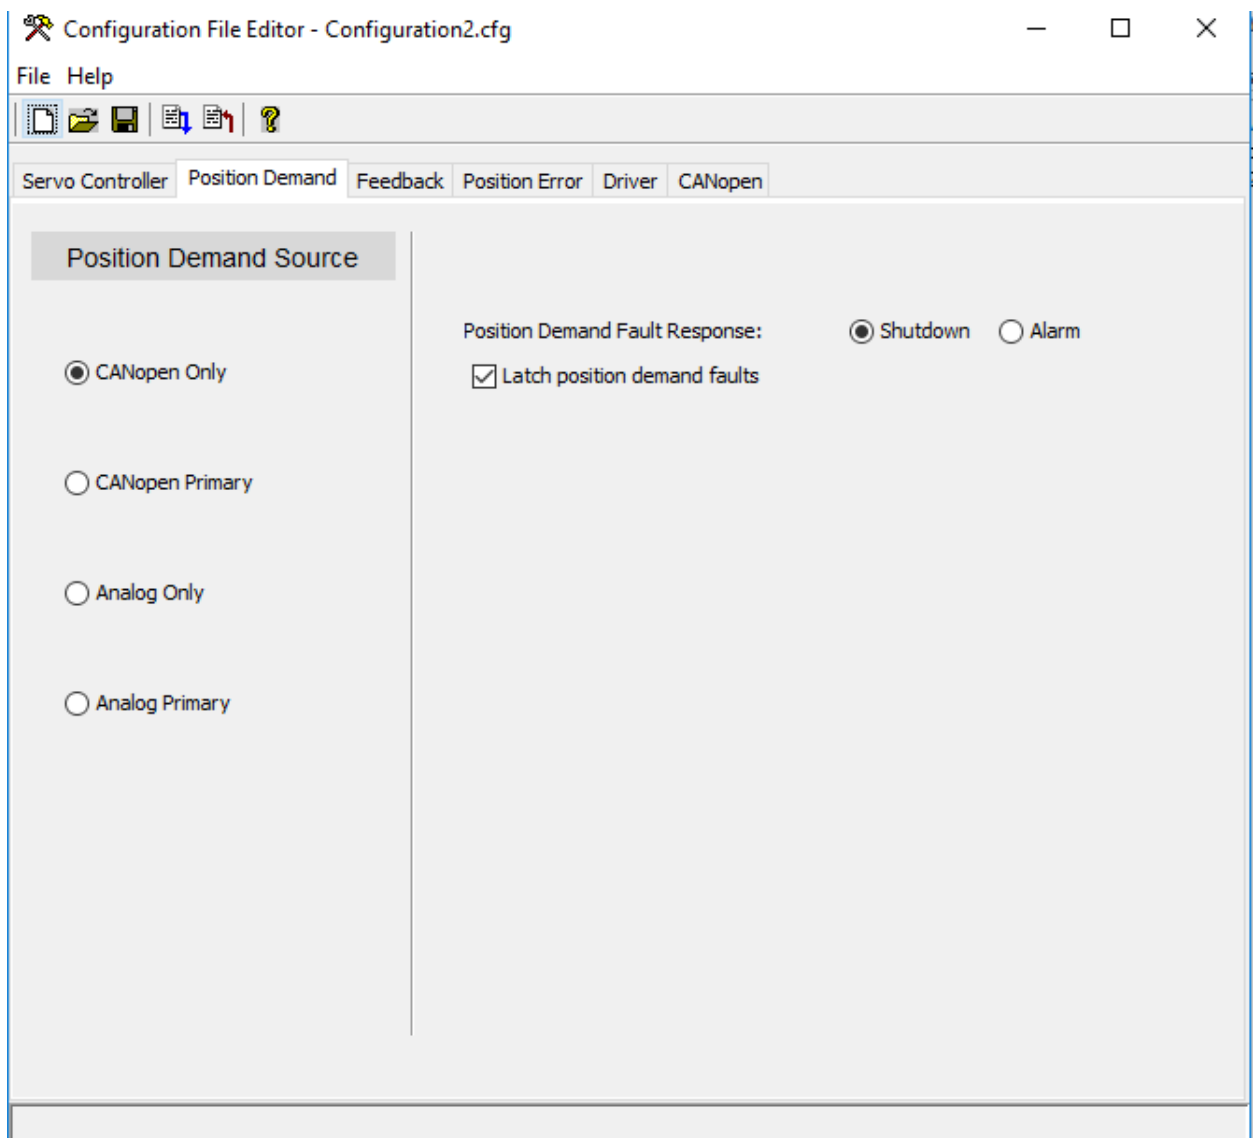 Configuration File Editor - Configuration2.cfg
File Help
Servo Controller Position Demand Feedback Position Error Driver CANopen
Position Demand Source
CANopen Only
CANopen Primary
Analog Only
Analog Primary
Position Demand Fault Response: Shutdown Alarm
Latch position demand faults